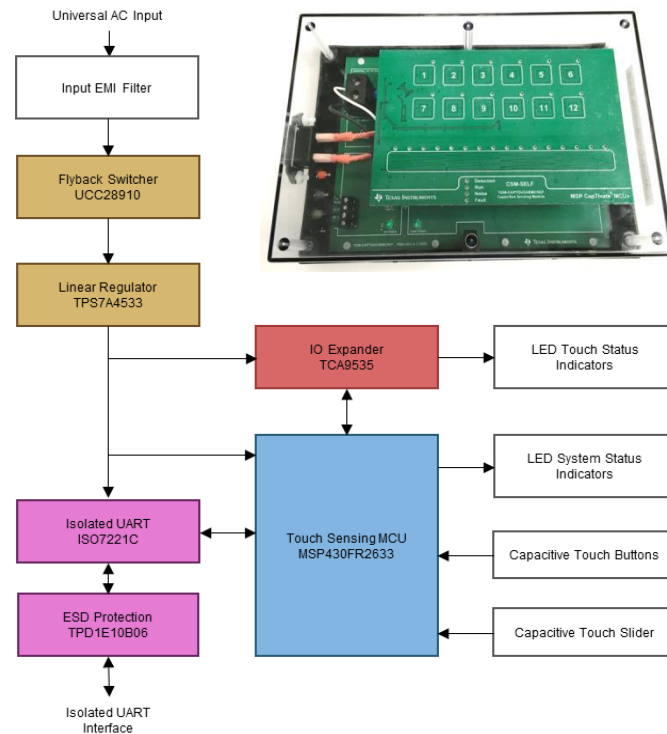 Universal AC Input
Input EMI Filter
Flyback Switcher
UCC28910
Linear Regulator
TPS7A4533
IO Expander
TCA9535
LED Touch Status
Indicators
LED System Status
Indicators
Isolated UART
ISO7221C
Touch Sensing MCU
MSP430FR2633
Capacitive Touch Buttons
ESD Protection
TPD1E10B06
Capacitive Touch Slider
Isolated UART
Interface
1 2 3 4 5 6
7 8 9 10 11 12
Detection
Run
Noise
Fault
CSM-SELF
Capacitive Sensing Module
TEXAS INSTRUMENTS
MSP CapTIvate MCUs
TEXAS INSTRUMENTS